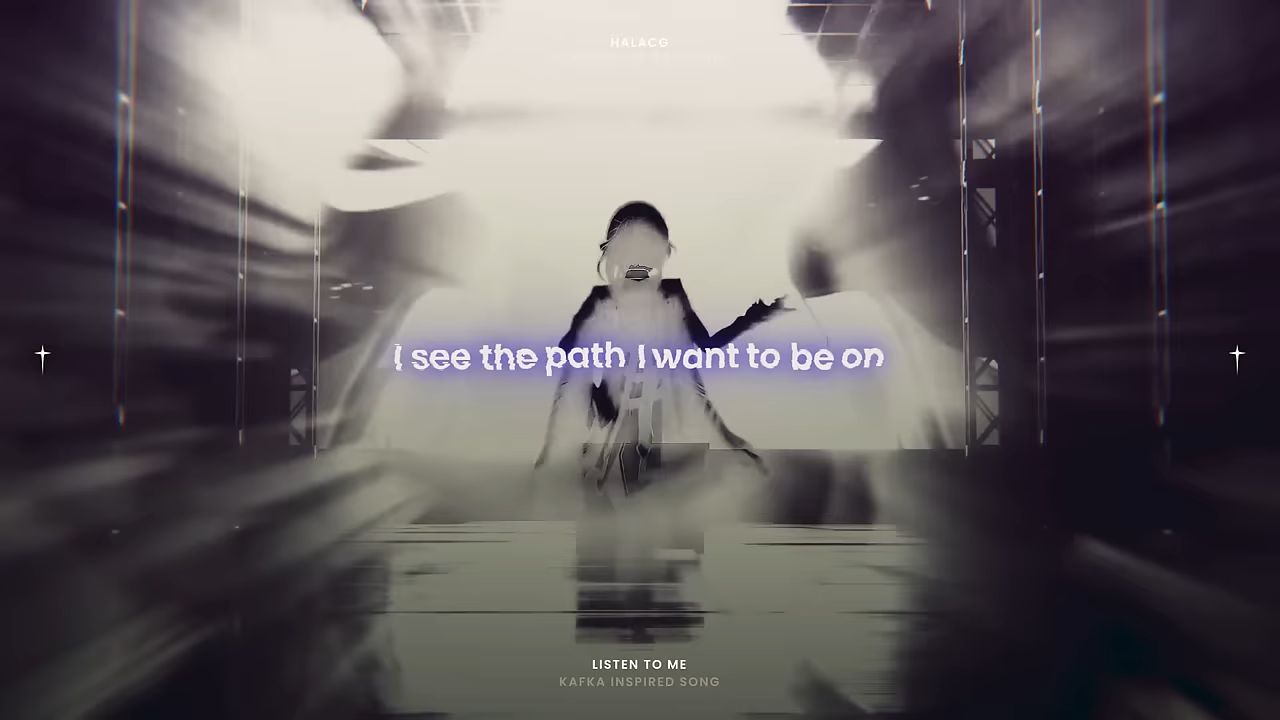 HALACG
I see the path I want to be on
LISTEN TO ME
KAFKA INSPIRED SONG